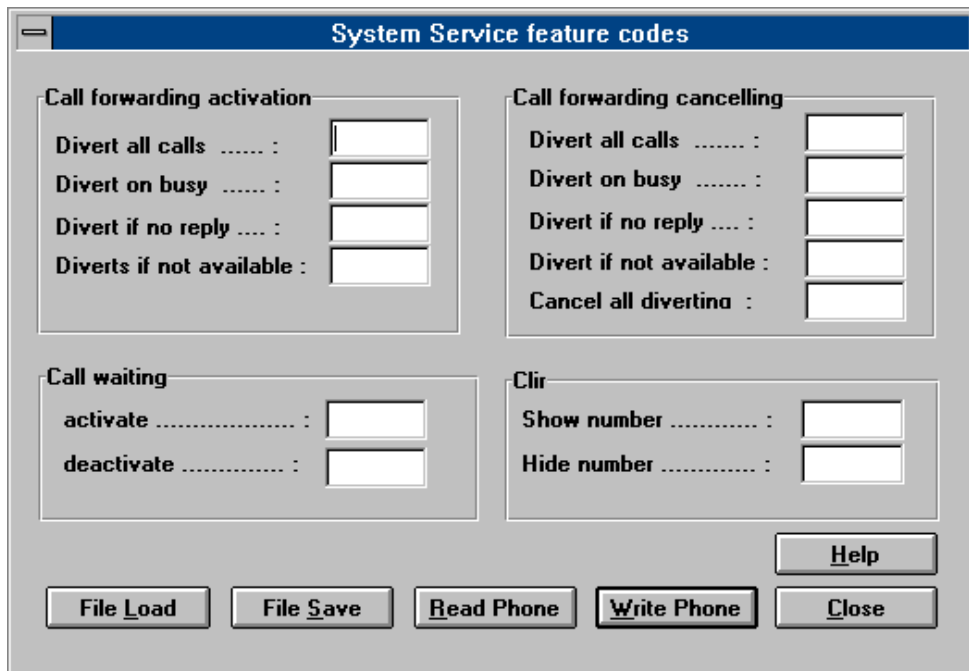 System Service feature codes
Call forwarding activation
Divert all calls ...... :
Divert on busy ...... :
Divert if no reply .... :
Diverts if not available :
Call forwarding cancelling
Divert all calls ....... :
Divert on busy ....... :
Divert if no reply .... :
Divert if not available :
Cancel all diverting :
Call waiting
activate ................... :
deactivate .............. :
Clir
Show number ............ :
Hide number ............. :
Help
File Load
File Save
Read Phone
Write Phone
Close